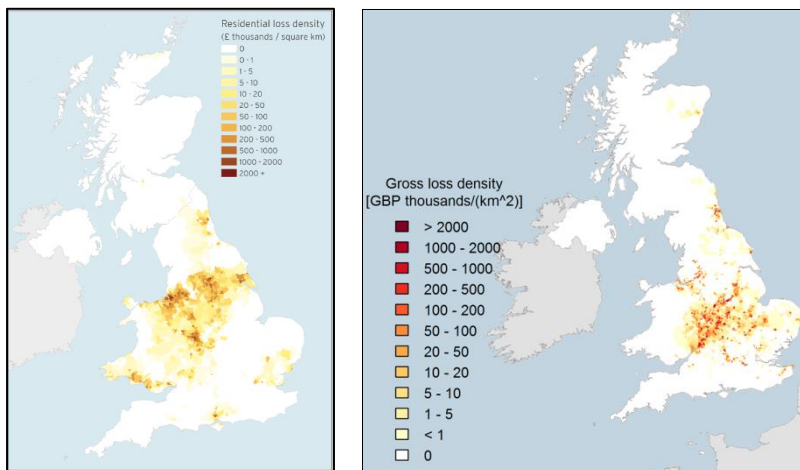 Residential loss density
(£ thousands / square km)
0
0 - 1
1 - 5
5 - 10
10 - 20
20 - 50
50 - 100
100 - 200
200 - 500
500 - 1000
1000 - 2000
2000 +
Gross loss density
[GBP thousands/(km^2)]
> 2000
1000 - 2000
500 - 1000
200 - 500
100 - 200
50 - 100
20 - 50
10 - 20
5 - 10
1 - 5
< 1
0